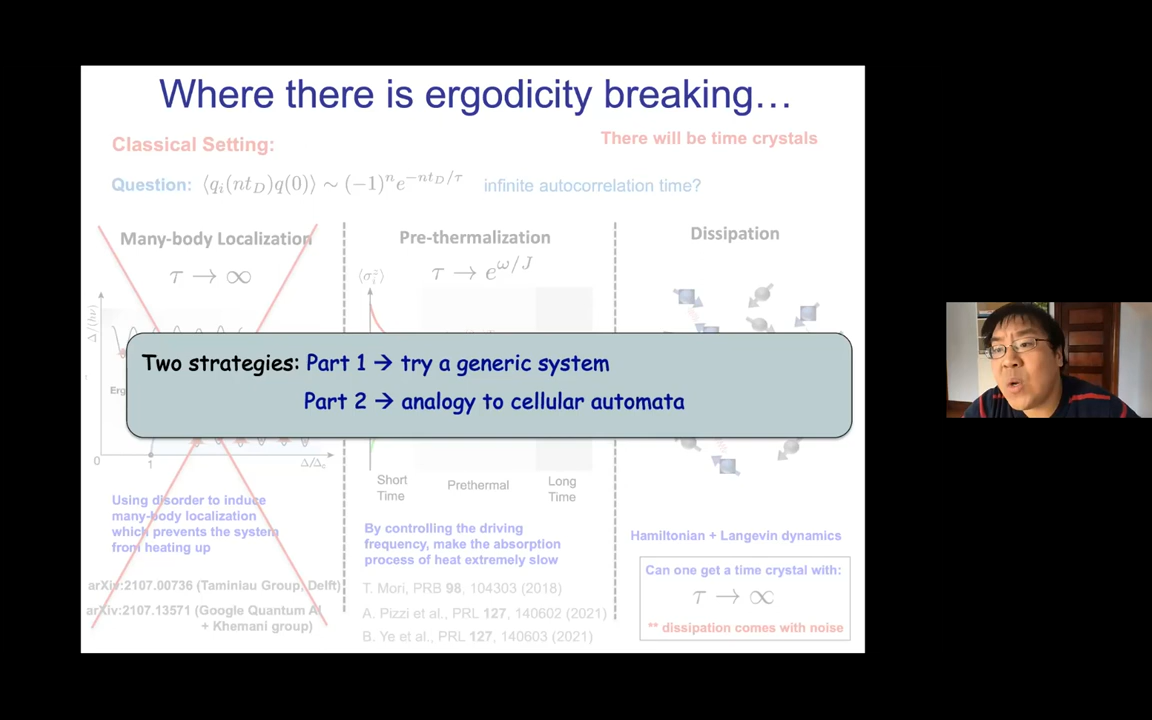 Where there is ergodicity breaking…
Classical Setting:
There will be time crystals
Question: ⟨q_i(nt_D)q(0)⟩ ∼ (−1)^n e^{−nt_D/τ} infinite autocorrelation time?
Many-body Localization
τ → ∞
Δ/(hν)
0
1
Δ/Δ_c
Using disorder to induce
many-body localization
which prevents the system
from heating up
arXiv:2107.00736 (Taminiau Group, Delft)
arXiv:2107.13571 (Google Quantum AI
+ Khemani group)
Pre-thermalization
⟨σ_i^z⟩
τ → e^{ω/J}
Short
Time
Prethermal
Long
Time
By controlling the driving
frequency, make the absorption
process of heat extremely slow
T. Mori, PRB 98, 104303 (2018)
A. Pizzi et al., PRL 127, 140602 (2021)
B. Ye et al., PRL 127, 140603 (2021)
Dissipation
Hamiltonian + Langevin dynamics
Can one get a time crystal with:
τ → ∞
** dissipation comes with noise
Two strategies: Part 1 → try a generic system
Part 2 → analogy to cellular automata